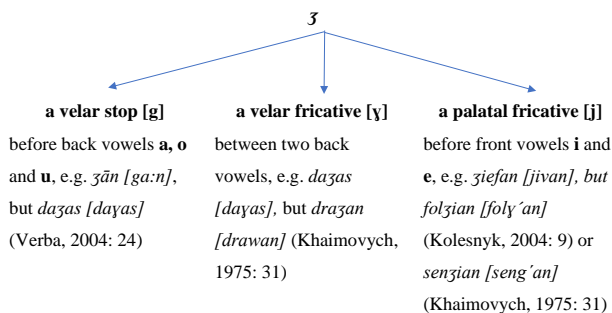 ʒ
a velar stop [g]
before back vowels a, o
and u, e.g. ʒān [ga:n],
but daʒas [daɣas]
(Verba, 2004: 24)
a velar fricative [ɣ]
between two back
vowels, e.g. daʒas
[daɣas], but draʒan
[drawan] (Khaimovych,
1975: 31)
a palatal fricative [j]
before front vowels i and
e, e.g. ʒiefan [jivan], but
folʒian [folɣ´an]
(Kolesnyk, 2004: 9) or
senʒian [seng´an]
(Khaimovych, 1975: 31)